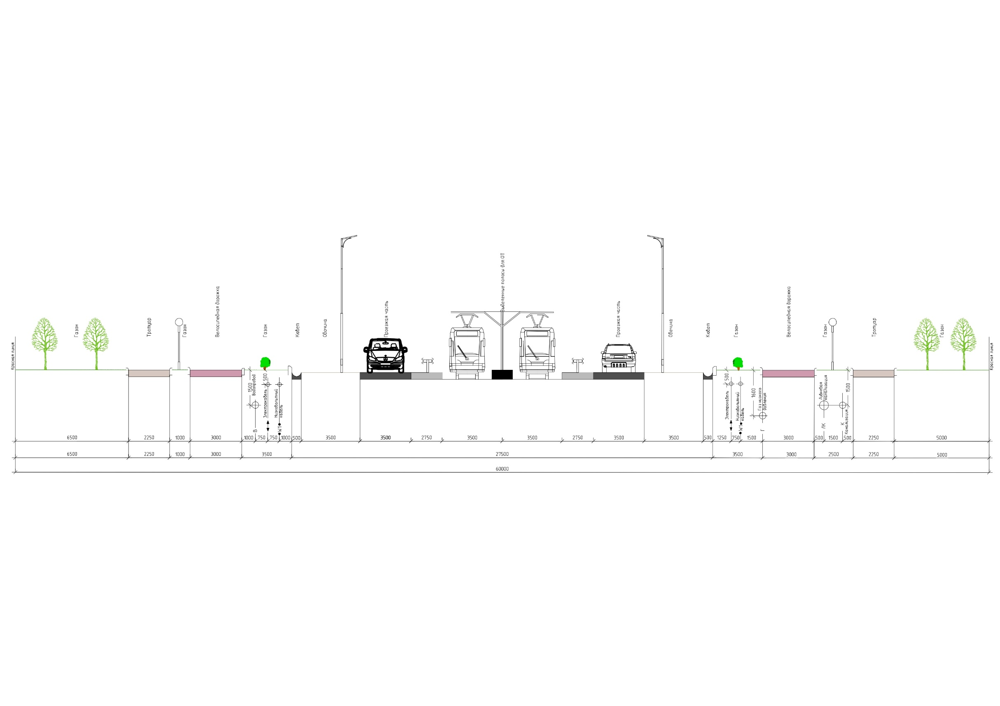 Красная линия
Газон
Тротуар
Газон
Велосипедная дорожка
Газон
Кювет
Обочина
Проезжая часть
Выделенные полосы для ОТ
Проезжая часть
Обочина
Кювет
Газон
Велосипедная дорожка
Газон
Тротуар
Газон
Красная линия
1500
Водопровод
В
500
Электрокабель
Низковольтный
кабель
W1
500
Электрокабель
Низковольтный
кабель
W1
1600
Газ низкого
давления
Г
Ливневая
канализация
ЛК
К
Канализация
1500
6500 2250 1000 3000 1000 750 750 1000 500 3500 3500 2750 3500 3500 2750 3500 3500 500 1250 750 1500 3000 500 1500 500 2250 5000
6500 2250 1000 3000 3500 27500 3500 3000 2500 2250 5000
60000